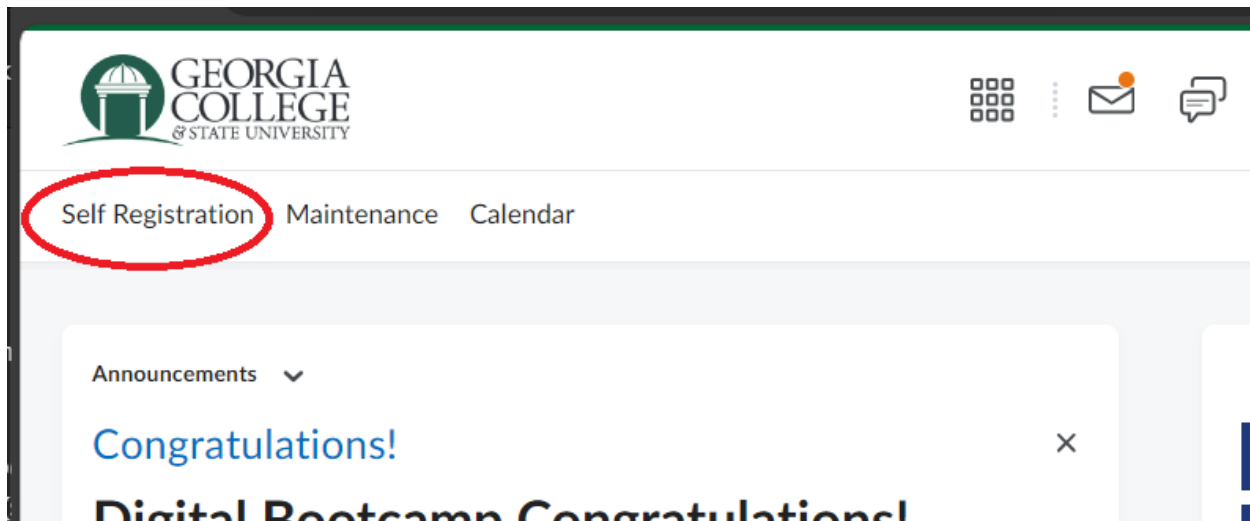 GEORGIA
COLLEGE
& STATE UNIVERSITY
Self Registration Maintenance Calendar
Announcements
Congratulations!
Digital Bootcamp Congratulations!